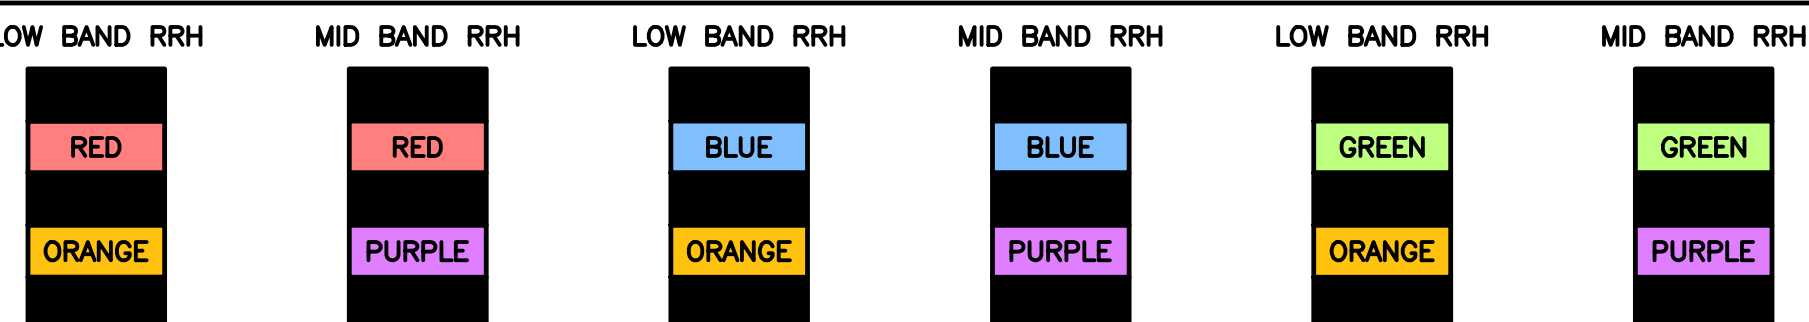 LOW BAND RRH MID BAND RRH LOW BAND RRH MID BAND RRH LOW BAND RRH MID BAND RRH
RED RED BLUE BLUE GREEN GREEN
ORANGE PURPLE ORANGE PURPLE ORANGE PURPLE